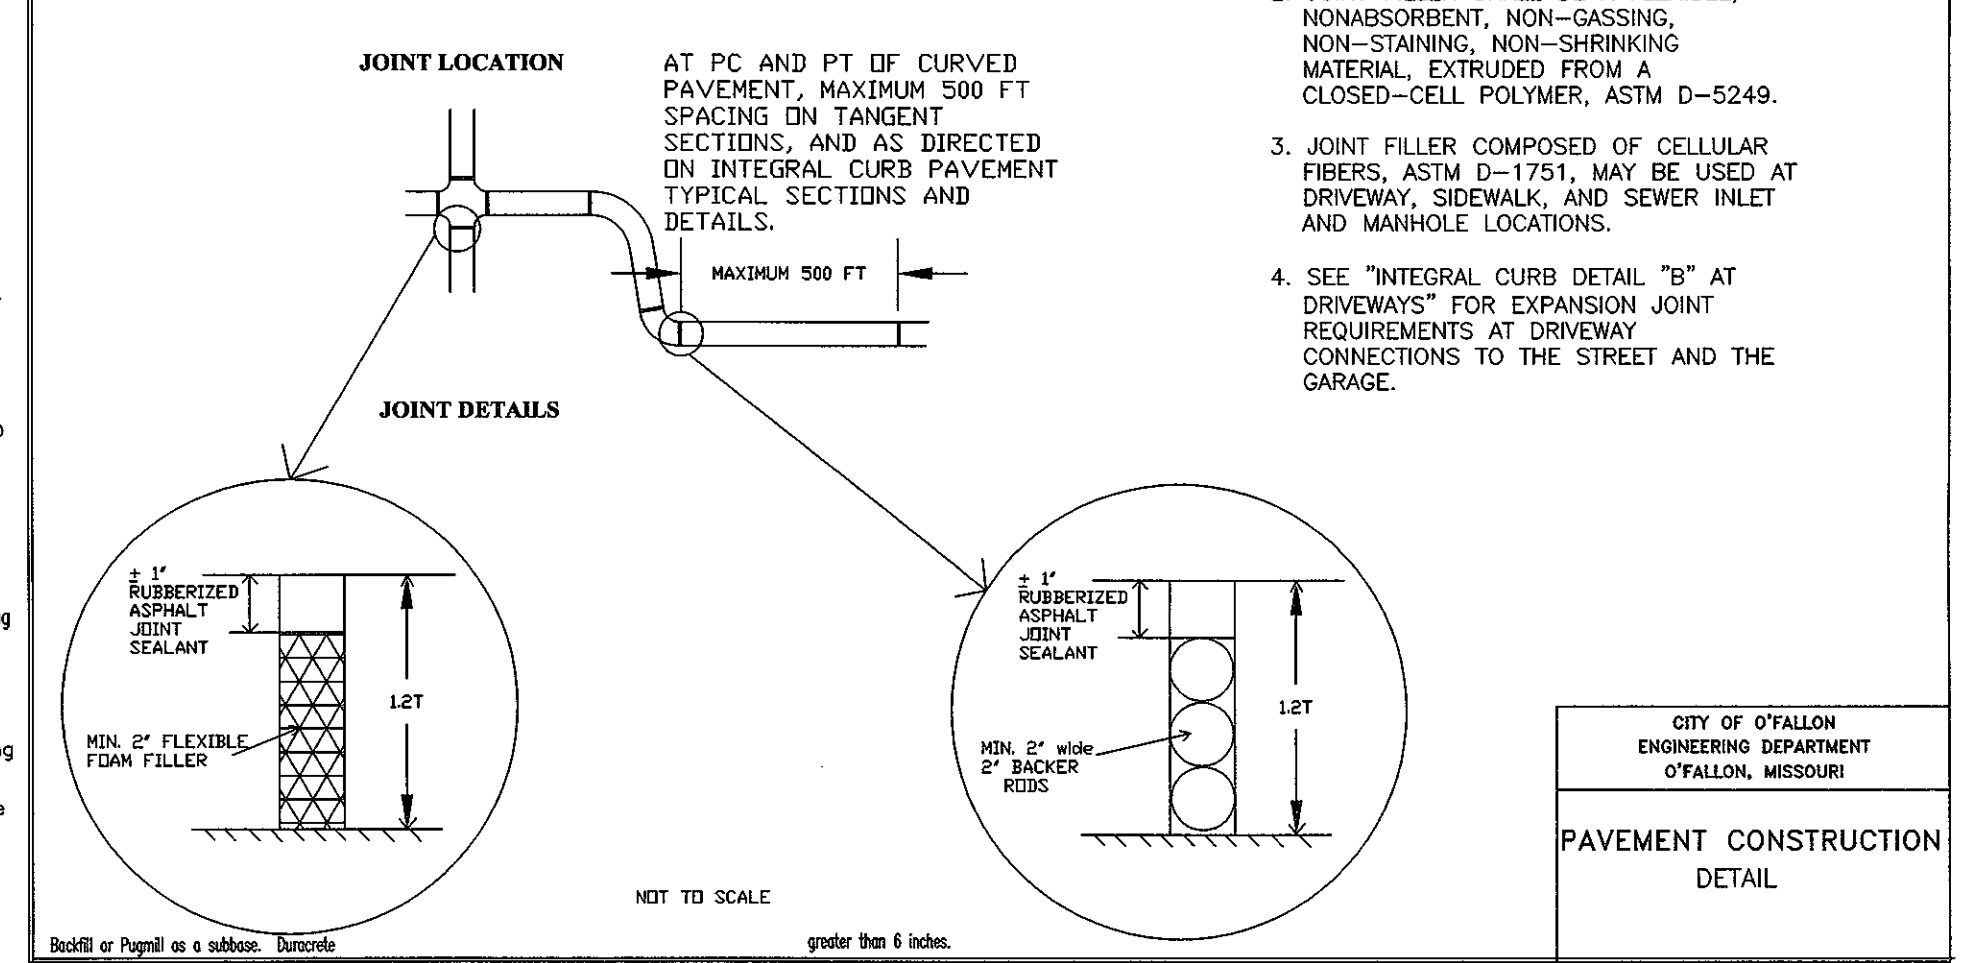 NONABSORBENT, NON-GASSING,
NON-STAINING, NON-SHRINKING
MATERIAL, EXTRUDED FROM A
CLOSED-CELL POLYMER, ASTM D-5249.
3. JOINT FILLER COMPOSED OF CELLULAR
FIBERS, ASTM D-1751, MAY BE USED AT
DRIVEWAY, SIDEWALK, AND SEWER INLET
AND MANHOLE LOCATIONS.
4. SEE "INTEGRAL CURB DETAIL "B" AT
DRIVEWAYS" FOR EXPANSION JOINT
REQUIREMENTS AT DRIVEWAY
CONNECTIONS TO THE STREET AND THE
GARAGE.
JOINT LOCATION
AT PC AND PT OF CURVED
PAVEMENT, MAXIMUM 500 FT
SPACING ON TANGENT
SECTIONS, AND AS DIRECTED
ON INTEGRAL CURB PAVEMENT
TYPICAL SECTIONS AND
DETAILS.
MAXIMUM 500 FT
JOINT DETAILS
± 1"
RUBBERIZED
ASPHALT
JOINT
SEALANT
1.2T
MIN. 2" FLEXIBLE
FOAM FILLER
± 1"
RUBBERIZED
ASPHALT
JOINT
SEALANT
1.2T
MIN. 2" wide
2" BACKER
RODS
NOT TO SCALE
Backfill or Pugmill as a subbase. Duracrete
greater than 6 inches.
CITY OF O'FALLON
ENGINEERING DEPARTMENT
O'FALLON, MISSOURI
PAVEMENT CONSTRUCTION
DETAIL